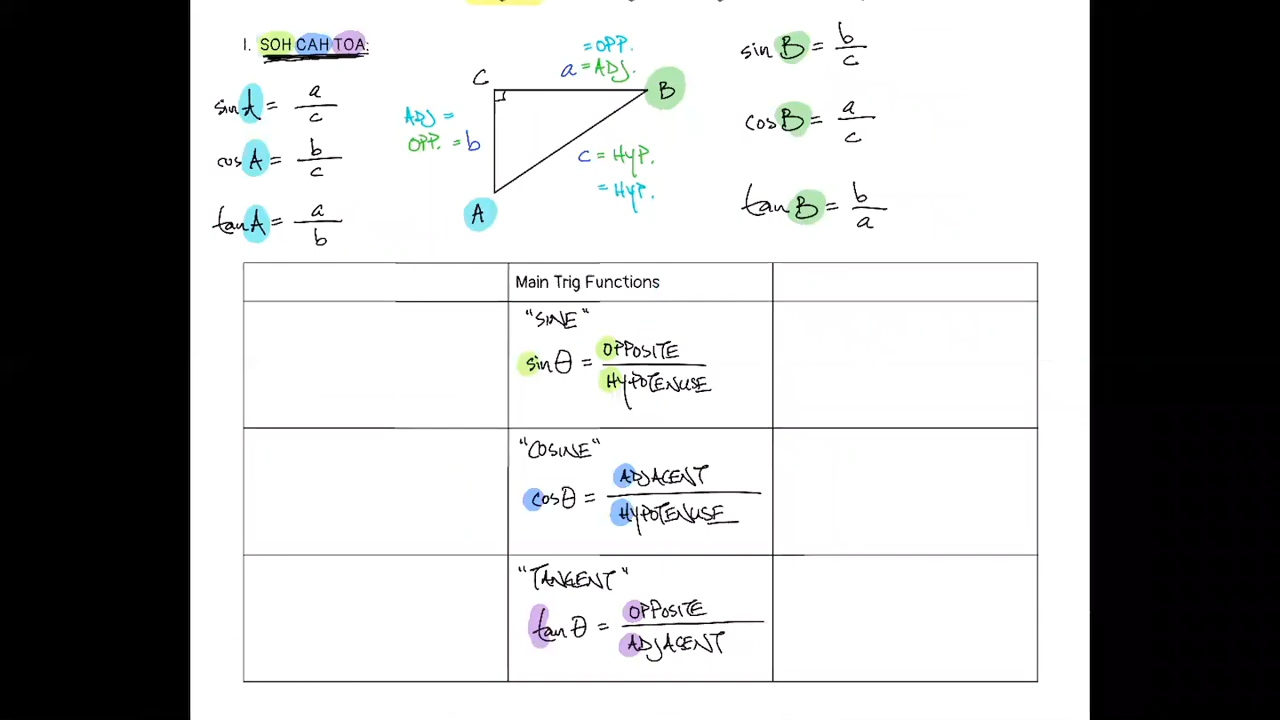 1. SOH CAH TOA:
sin A = a/c
cos A = b/c
tan A = a/b
C
= OPP.
a = ADJ.
B
ADJ =
OPP. = b
c = HYP.
= HYP.
A
sin B = b/c
cos B = a/c
tan B = b/a
Main Trig Functions
"SINE"
sin θ = OPPOSITE/HYPOTENUSE
"COSINE"
cos θ = ADJACENT/HYPOTENUSE
"TANGENT"
tan θ = OPPOSITE/ADJACENT